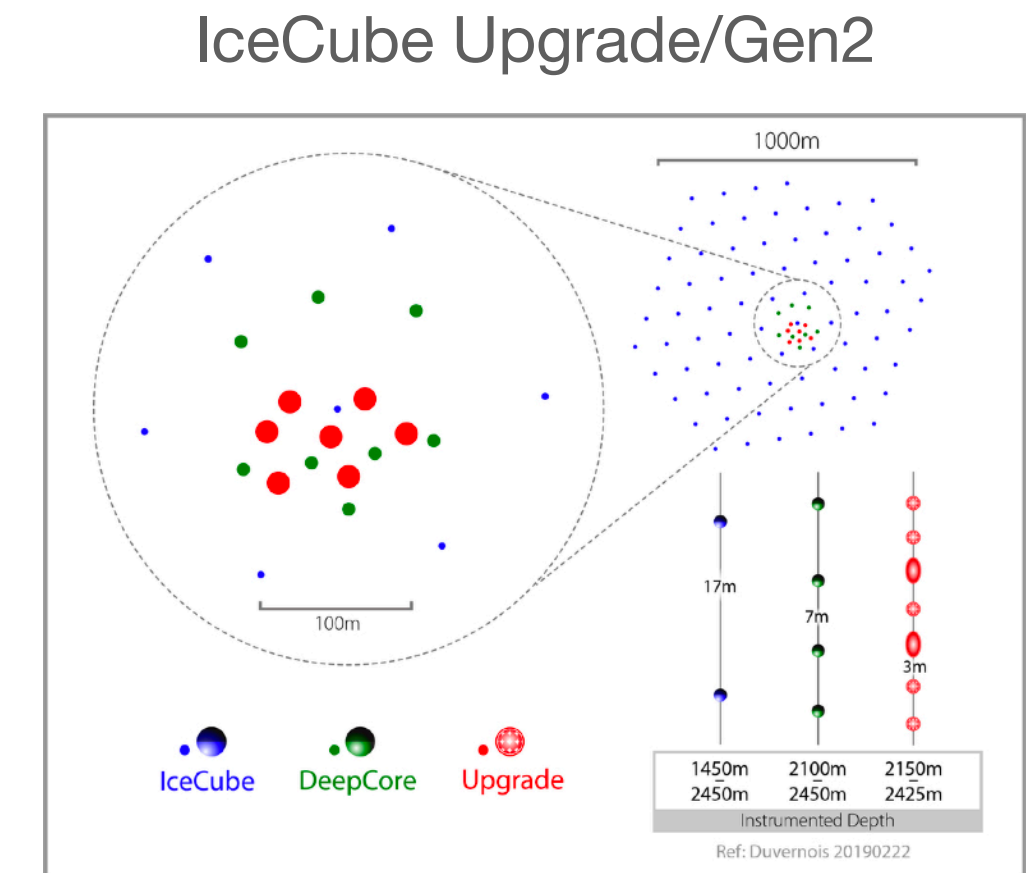 IceCube Upgrade/Gen2
1000m
100m
17m
7m
3m
IceCube
DeepCore
Upgrade
1450m
–
2450m
2100m
–
2450m
2150m
–
2425m
Instrumented Depth
Ref: Duvernois 20190222